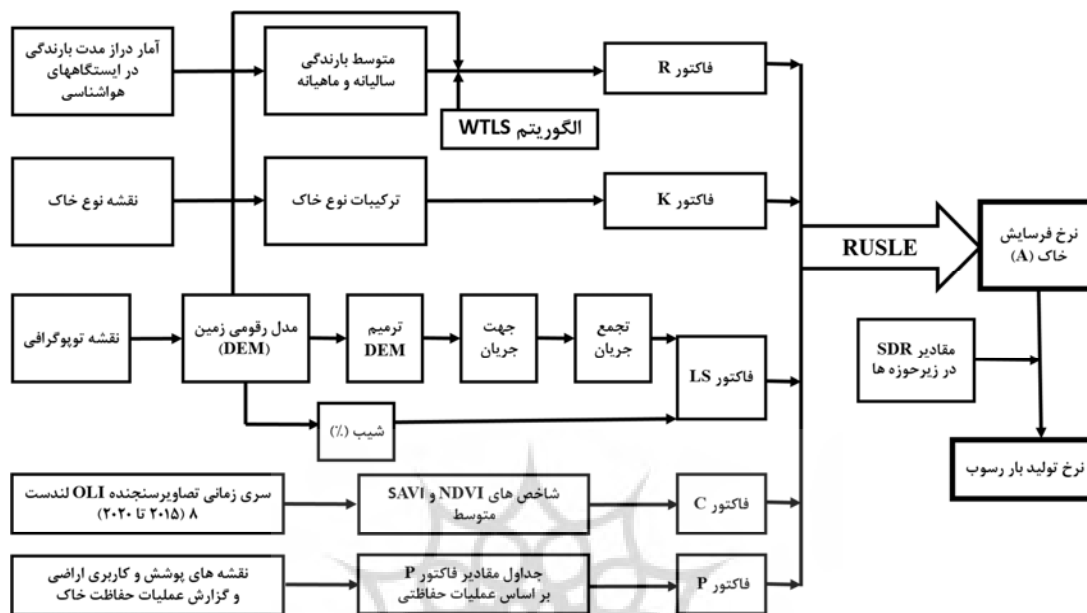 آمار دراز مدت بارندگی
در ایستگاههای
هواشناسی
متوسط بارندگی
سالیانه و ماهیانه
الگوریتم WTLS
فاکتور R
نقشه نوع خاک
ترکیبات نوع خاک
فاکتور K
RUSLE
نرخ فرسایش
خاک (A)
نقشه توپوگرافی
مدل رقومی زمین
(DEM)
ترمیم
DEM
جهت
جریان
تجمع
جریان
فاکتور LS
شیب (%)
مقادیر SDR
در زیرحوزه ها
نرخ تولید بار رسوب
سری زمانی تصاویرسنجنده OLI لندست
۸ (۲۰۱۵ تا ۲۰۲۰)
شاخص های NDVI و SAVI
متوسط
فاکتور C
نقشه های پوشش و کاربری اراضی
و گزارش عملیات حفاظت خاک
جداول مقادیر فاکتور P
بر اساس عملیات حفاظتی
فاکتور P